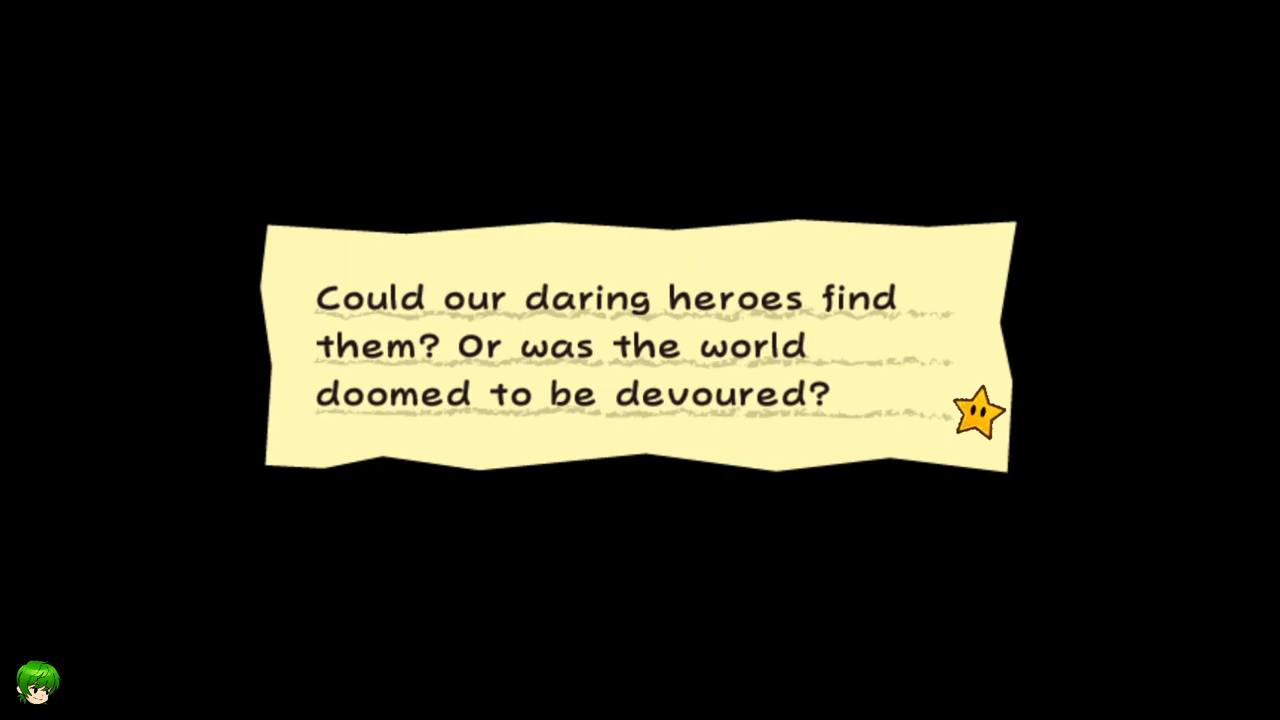 Could our daring heroes find
them? Or was the world
doomed to be devoured?